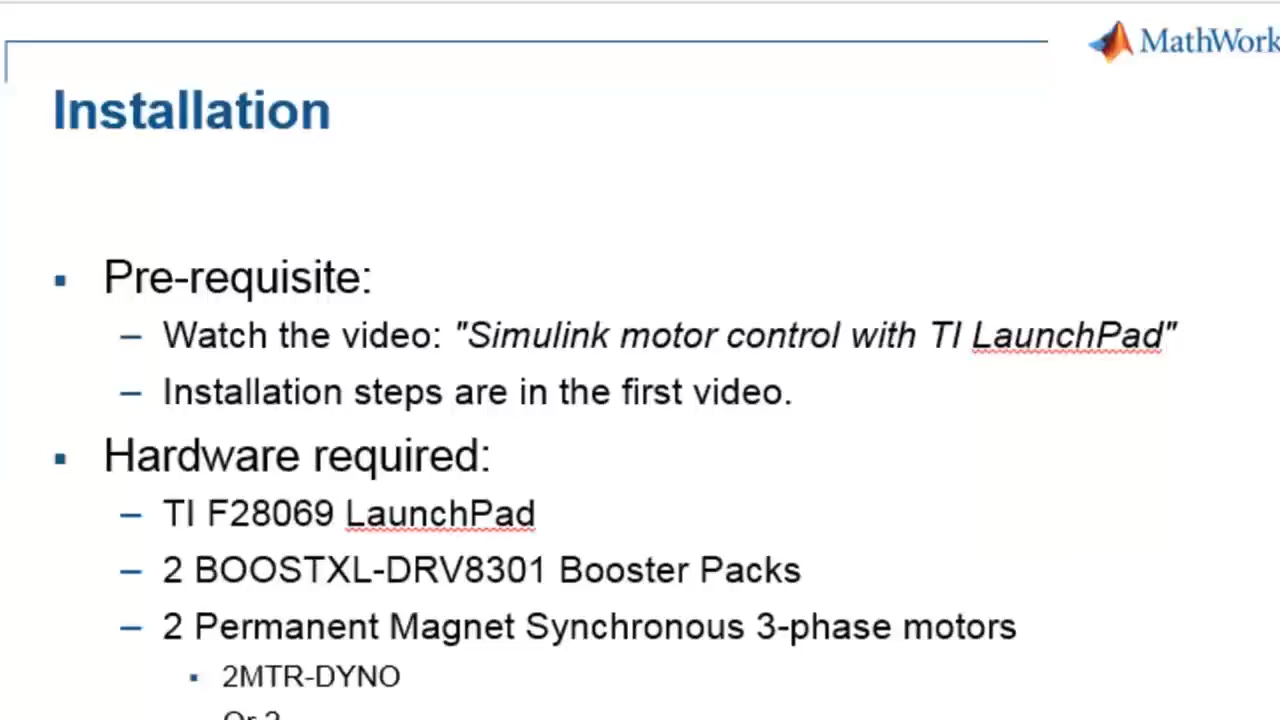 MathWork
Installation
Pre-requisite:
– Watch the video: "Simulink motor control with TI LaunchPad"
– Installation steps are in the first video.
Hardware required:
– TI F28069 LaunchPad
– 2 BOOSTXL-DRV8301 Booster Packs
– 2 Permanent Magnet Synchronous 3-phase motors
2MTR-DYNO
Or 2